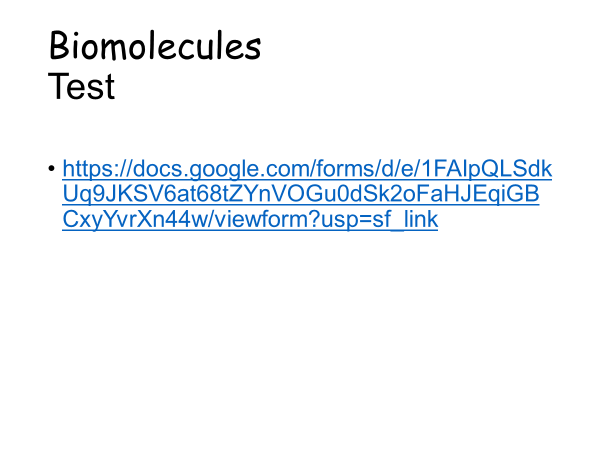 Biomolecules
Test
• https://docs.google.com/forms/d/e/1FAIpQLSdk
Uq9JKSV6at68tZYnVOGu0dSk2oFaHJEqiGB
CxyYvrXn44w/viewform?usp=sf_link